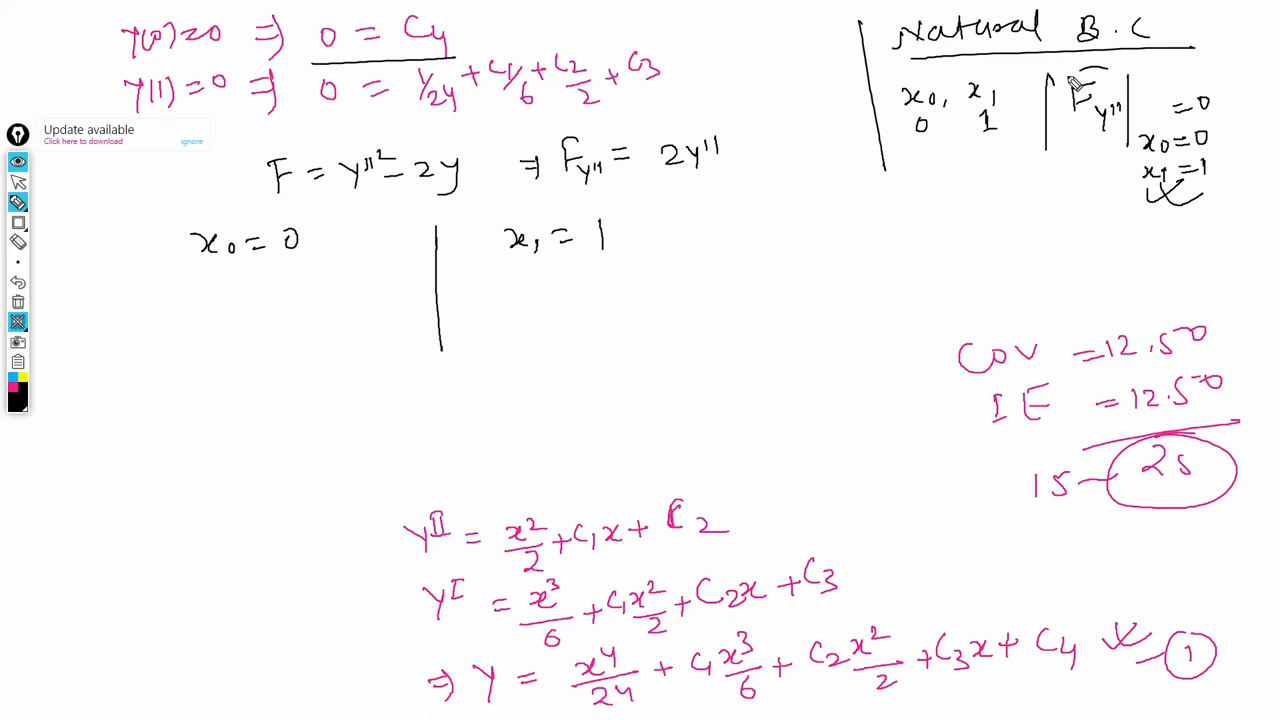 y(0)=0 ⇒ 0 = C4
y(1)=0 ⇒ 0 = 1/24 + C1/6 + C2/2 + C3
Natural B.C
x0, x1 | Fy'' | =0
0 1 x0=0
x1=1
Update available
Click here to download ignore
F = y''² - 2y ⇒ Fy'' = 2y''
x0 = 0 | x1 = 1
COV = 12.50
IE = 12.50
15 - 25
y^II = x²/2 + C1x + C2
y^I = x³/6 + C1x²/2 + C2x + C3
⇒ y = x⁴/24 + C1x³/6 + C2x²/2 + C3x + C4 - 1